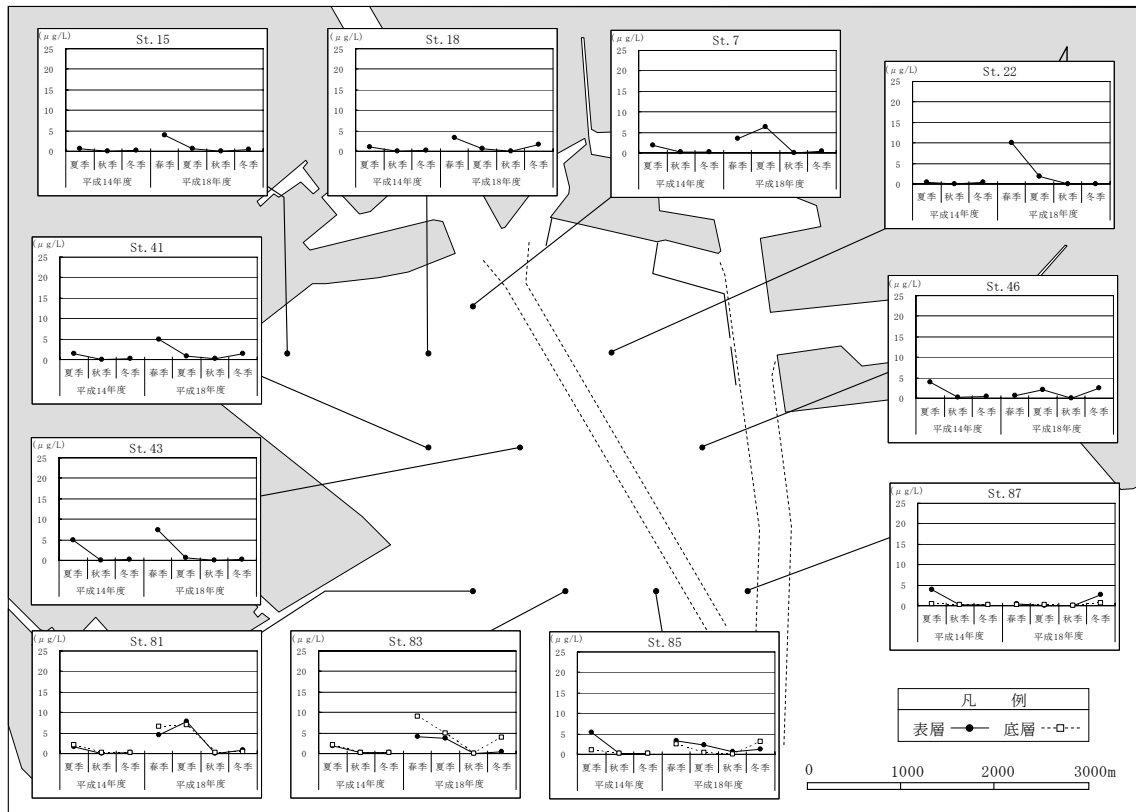 St.15
(μg/L)
25
20
15
10
5
0
夏季 秋季 冬季 春季 夏季 秋季 冬季
平成14年度 平成18年度
St.18
(μg/L)
25
20
15
10
5
0
夏季 秋季 冬季 春季 夏季 秋季 冬季
平成14年度 平成18年度
St.7
(μg/L)
25
20
15
10
5
0
夏季 秋季 冬季 春季 夏季 秋季 冬季
平成14年度 平成18年度
St.22
(μg/L)
25
20
15
10
5
0
夏季 秋季 冬季 春季 夏季 秋季 冬季
平成14年度 平成18年度
St.41
(μg/L)
25
20
15
10
5
0
夏季 秋季 冬季 春季 夏季 秋季 冬季
平成14年度 平成18年度
St.46
(μg/L)
25
20
15
10
5
0
夏季 秋季 冬季 春季 夏季 秋季 冬季
平成14年度 平成18年度
St.43
(μg/L)
25
20
15
10
5
0
夏季 秋季 冬季 春季 夏季 秋季 冬季
平成14年度 平成18年度
St.87
(μg/L)
25
20
15
10
5
0
夏季 秋季 冬季 春季 夏季 秋季 冬季
平成14年度 平成18年度
St.81
(μg/L)
25
20
15
10
5
0
夏季 秋季 冬季 春季 夏季 秋季 冬季
平成14年度 平成18年度
St.83
(μg/L)
25
20
15
10
5
0
夏季 秋季 冬季 春季 夏季 秋季 冬季
平成14年度 平成18年度
St.85
(μg/L)
25
20
15
10
5
0
夏季 秋季 冬季 春季 夏季 秋季 冬季
平成14年度 平成18年度
凡 例
表層 底層
0 1000 2000 3000m